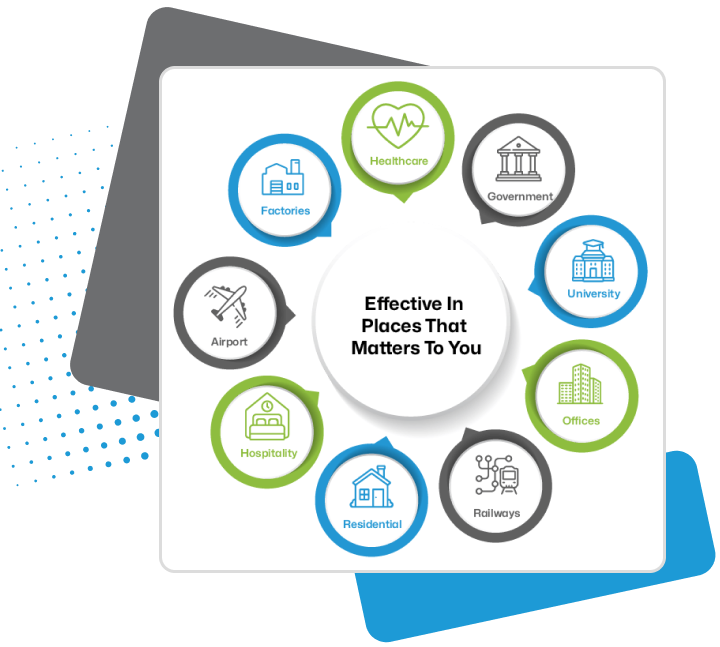 Healthcare
Government
Factories
University
Effective In
Places That
Matters To You
Airport
Offices
Hospitality
Railways
Residential